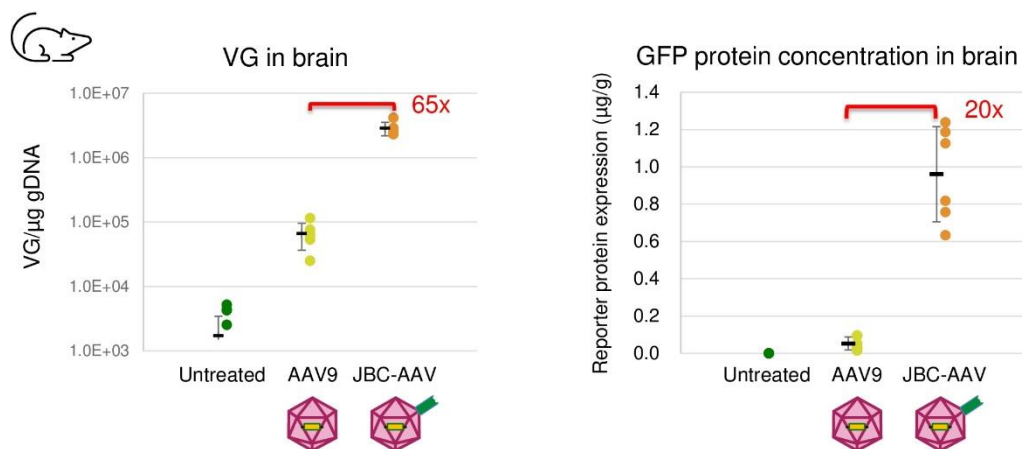 VG in brain
65x
1.0E+07
1.0E+06
1.0E+05
1.0E+04
1.0E+03
VG/µg gDNA
Untreated AAV9 JBC-AAV
GFP protein concentration in brain
20x
1.4
1.2
1.0
0.8
0.6
0.4
0.2
0.0
Reporter protein expression (µg/g)
Untreated AAV9 JBC-AAV